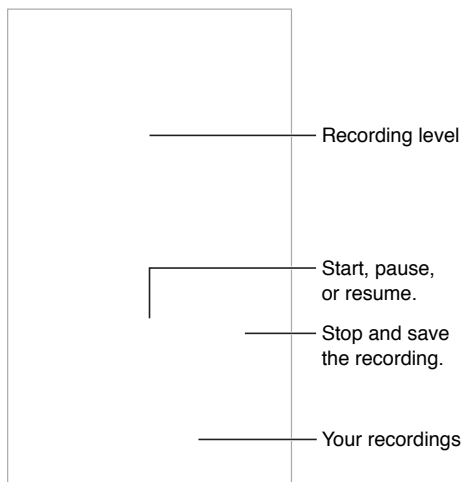 Recording level
Start, pause,
or resume.
Stop and save
the recording.
Your recordings